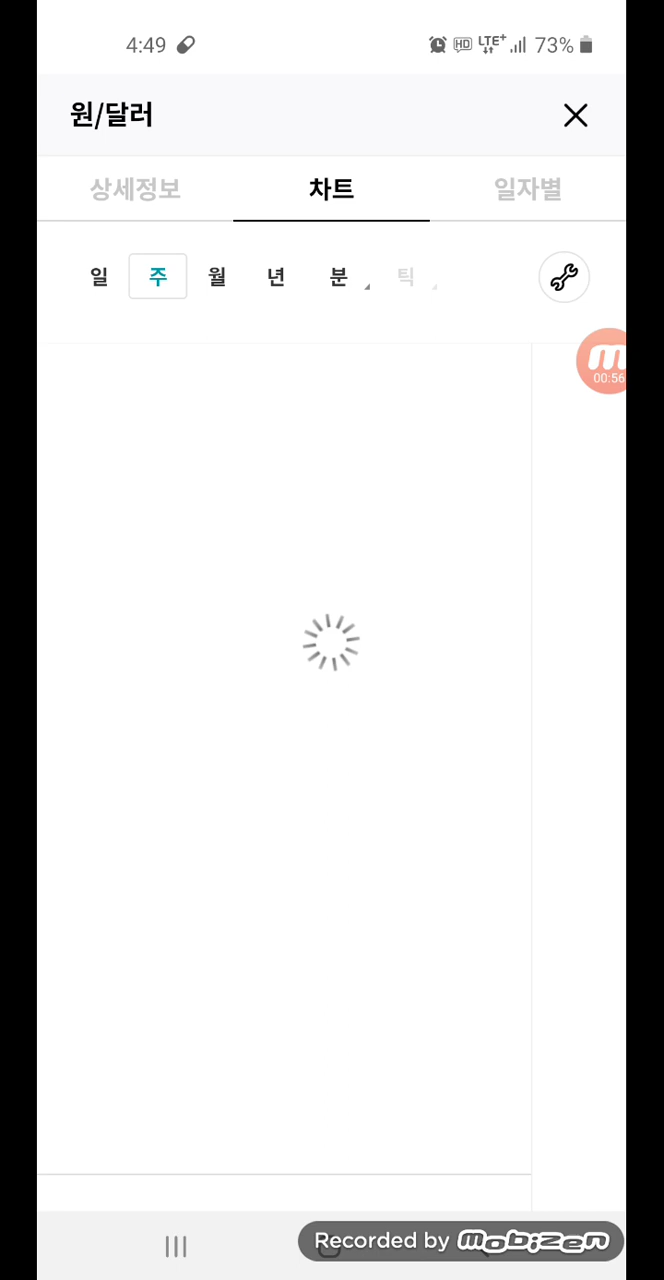 4:49 HD LTE+ 73%
원/달러
상세정보 차트 일자별
일 주 월 년 분 틱
m
00:56
Recorded by mobizen